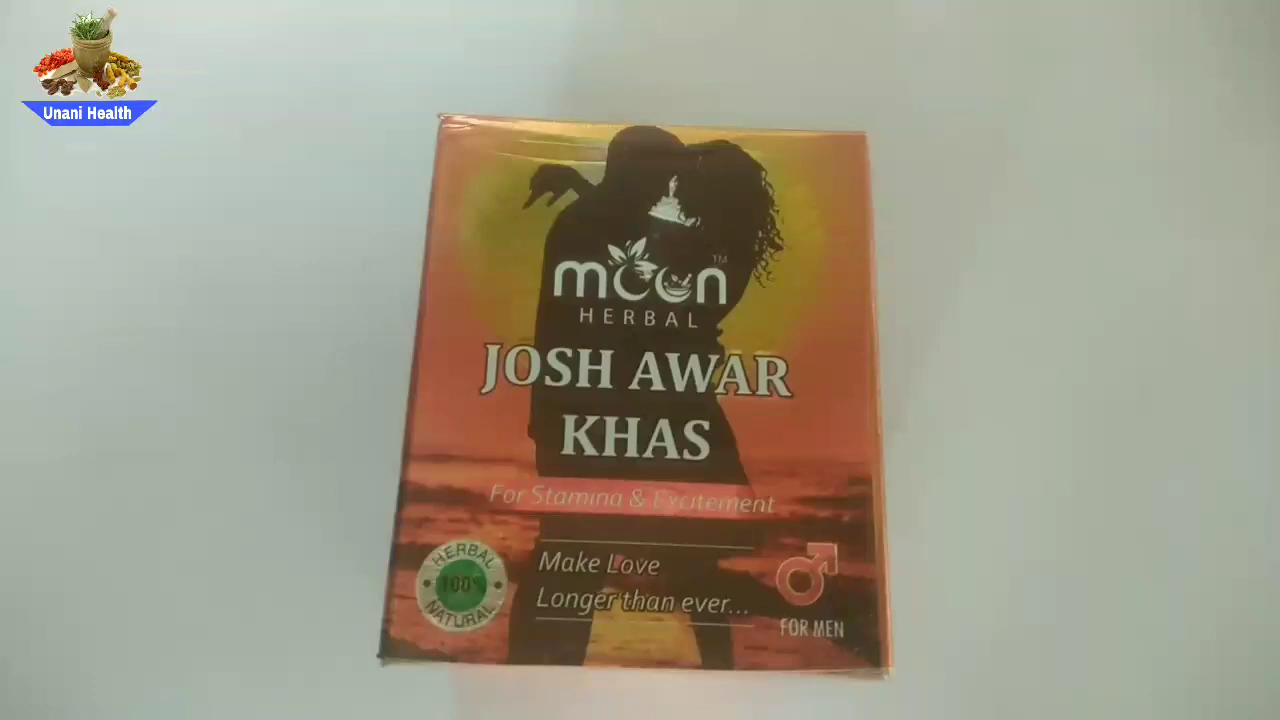 Unani Health
moon TM
HERBAL
JOSH AWAR
KHAS
For Stamina & Excitement
HERBAL
100%
NATURAL
Make Love
Longer than ever...
FOR MEN